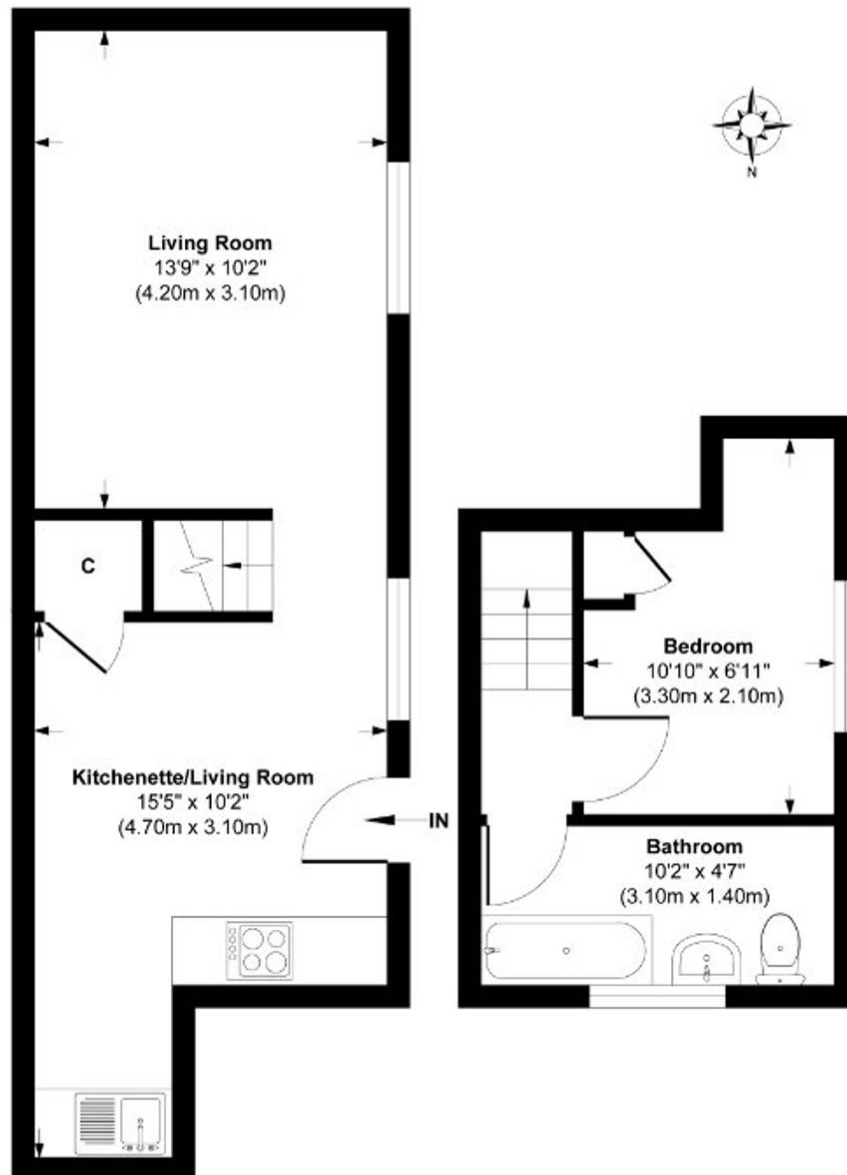 N
Living Room
13'9" x 10'2"
(4.20m x 3.10m)
C
Kitchenette/Living Room
15'5" x 10'2"
(4.70m x 3.10m)
IN
Bedroom
10'10" x 6'11"
(3.30m x 2.10m)
Bathroom
10'2" x 4'7"
(3.10m x 1.40m)